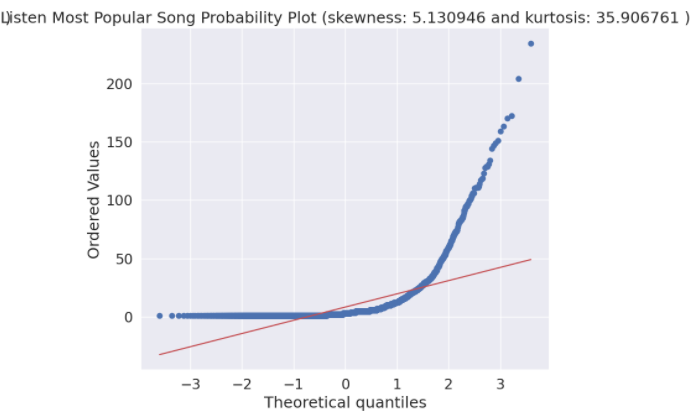 Listen Most Popular Song Probability Plot (skewness: 5.130946 and kurtosis: 35.906761 )
200
150
100
50
0
Ordered Values
−3 −2 −1 0 1 2 3
Theoretical quantiles